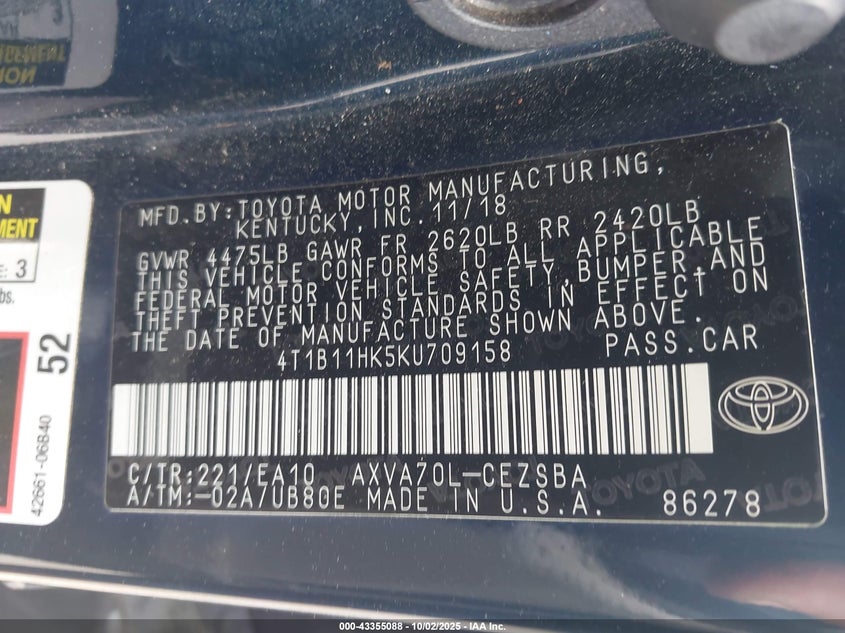 MFD. BY: TOYOTA MOTOR MANUFACTURING,
KENTUCKY, INC. 11/18
GVWR 4475LB GAWR FR 2620LB RR 2420LB
THIS VEHICLE CONFORMS TO ALL APPLICABLE
FEDERAL MOTOR VEHICLE SAFETY, BUMPER, AND
THEFT PREVENTION STANDARDS IN EFFECT ON
THE DATE OF MANUFACTURE SHOWN ABOVE.
4T1B11HK5KU709158 PASS. CAR
C/TR: 221/EA10 AXVA70L-CEZSBA
A/TM: -02A/UB80E MADE IN U.S.A. 86278
3
52
42661-06B40
TOYOTA
000-43355088 - 10/02/2025 - IAA Inc.